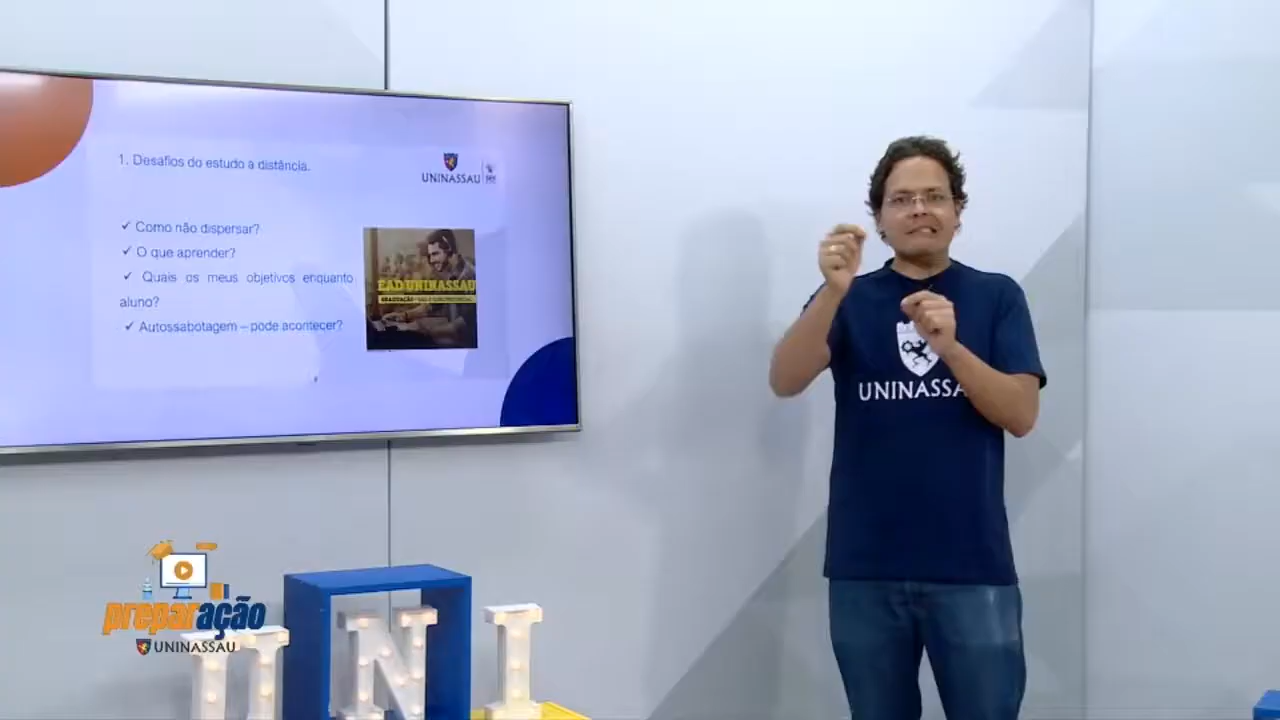 1. Desafios do estudo a distância.
UNINASSAU
✓ Como não dispersar?
✓ O que aprender?
✓ Quais os meus objetivos enquanto
aluno?
✓ Autossabotagem – pode acontecer?
EAD UNINASSAU
GRADUAÇÃO
UNINASSA
preparAÇÃO
UNINASSAU
UNI